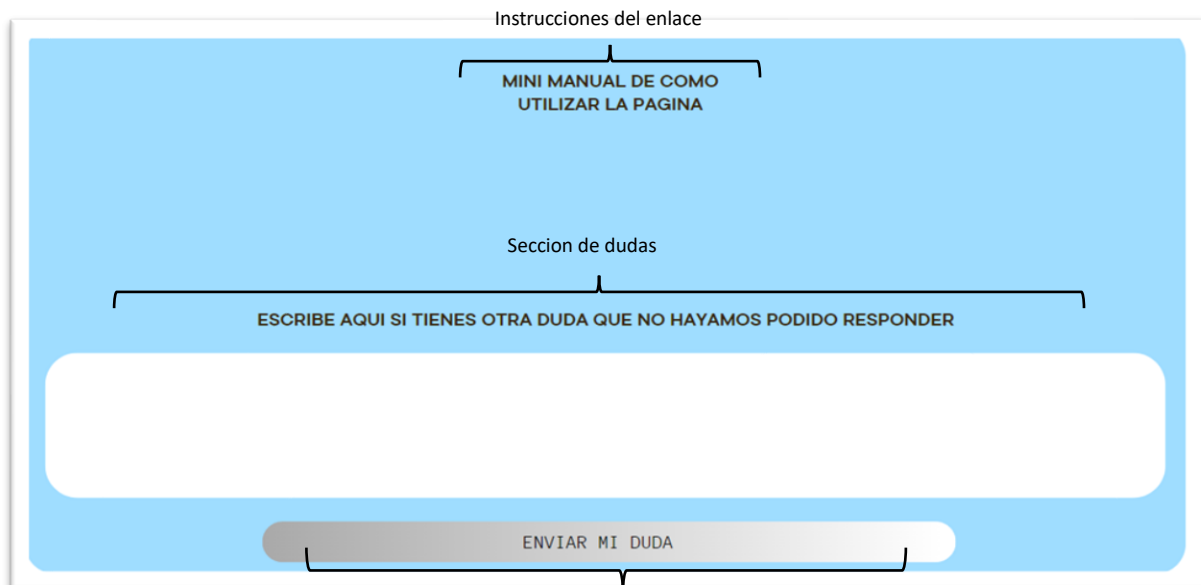 Instrucciones del enlace
MINI MANUAL DE COMO
UTILIZAR LA PAGINA
Seccion de dudas
ESCRIBE AQUI SI TIENES OTRA DUDA QUE NO HAYAMOS PODIDO RESPONDER
ENVIAR MI DUDA